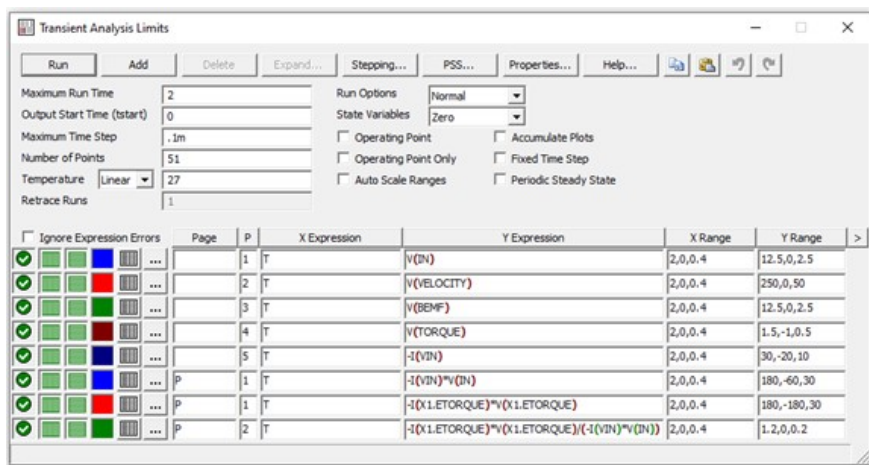 Transient Analysis Limits
Run Add Delete Expand... Stepping... PSS... Properties... Help...
Maximum Run Time 2 Run Options Normal
Output Start Time (tstart) 0 State Variables Zero
Maximum Time Step .1m Operating Point Accumulate Plots
Number of Points 51 Operating Point Only Fixed Time Step
Temperature Linear 27 Auto Scale Ranges Periodic Steady State
Retrace Runs 1
Ignore Expression Errors Page P X Expression Y Expression X Range Y Range >
... 1 T V(IN) 2,0,0.4 12.5,0,2.5
... 2 T V(VELOCITY) 2,0,0.4 250,0,50
... 3 T V(BEMF) 2,0,0.4 12.5,0,2.5
... 4 T V(TORQUE) 2,0,0.4 1.5,-1,0.5
... 5 T -I(VIN) 2,0,0.4 30,-20,10
... P 1 T -I(VIN)*V(IN) 2,0,0.4 180,-60,30
... P 1 T -I(X1.ETORQUE)*V(X1.ETORQUE) 2,0,0.4 180,-180,30
... P 2 T -I(X1.ETORQUE)*V(X1.ETORQUE)/(-I(VIN)*V(IN)) 2,0,0.4 1.2,0,0.2